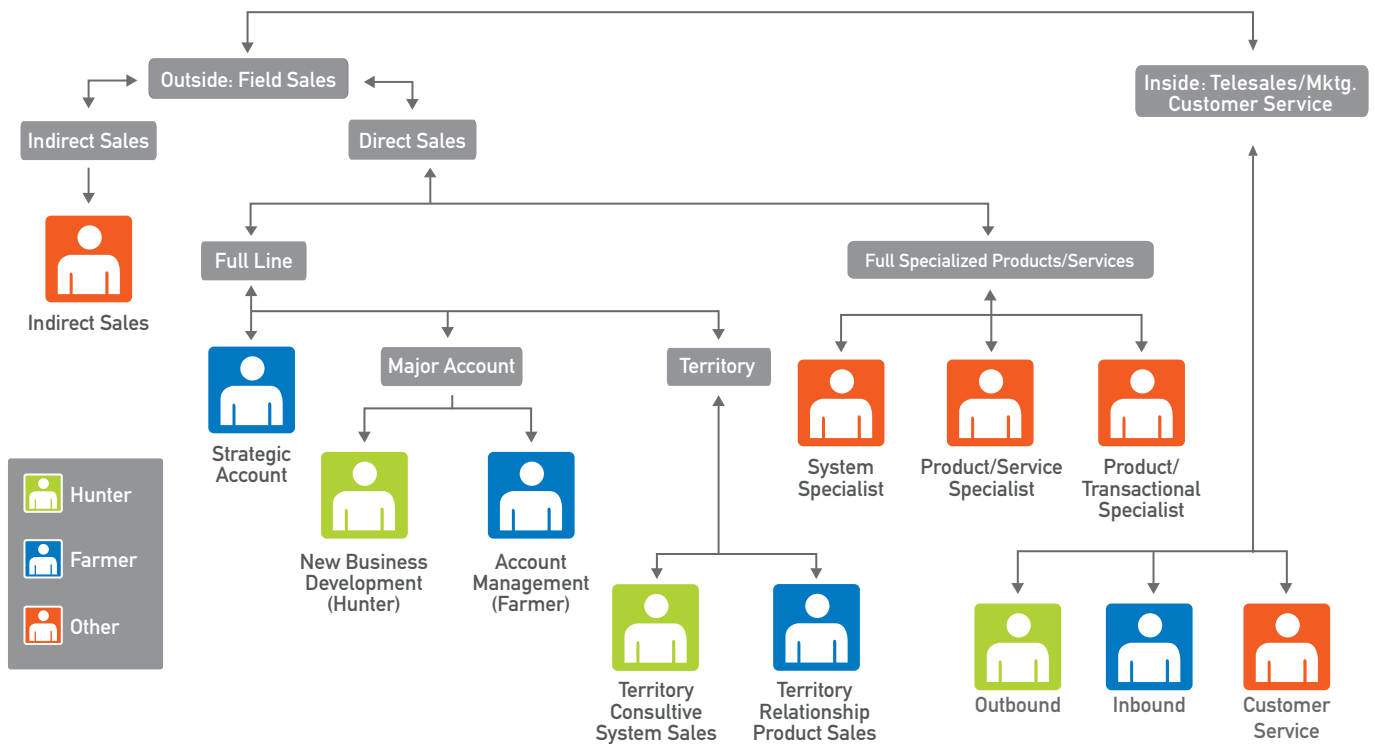 Outside: Field Sales
Inside: Telesales/Mktg.
Customer Service
Indirect Sales
Direct Sales
Full Line
Full Specialized Products/Services
Indirect Sales
Major Account
Territory
Strategic
Account
System
Specialist
Product/Service
Specialist
Product/
Transactional
Specialist
Hunter
Farmer
Other
New Business
Development
(Hunter)
Account
Management
(Farmer)
Territory
Consultive
System Sales
Territory
Relationship
Product Sales
Outbound
Inbound
Customer
Service